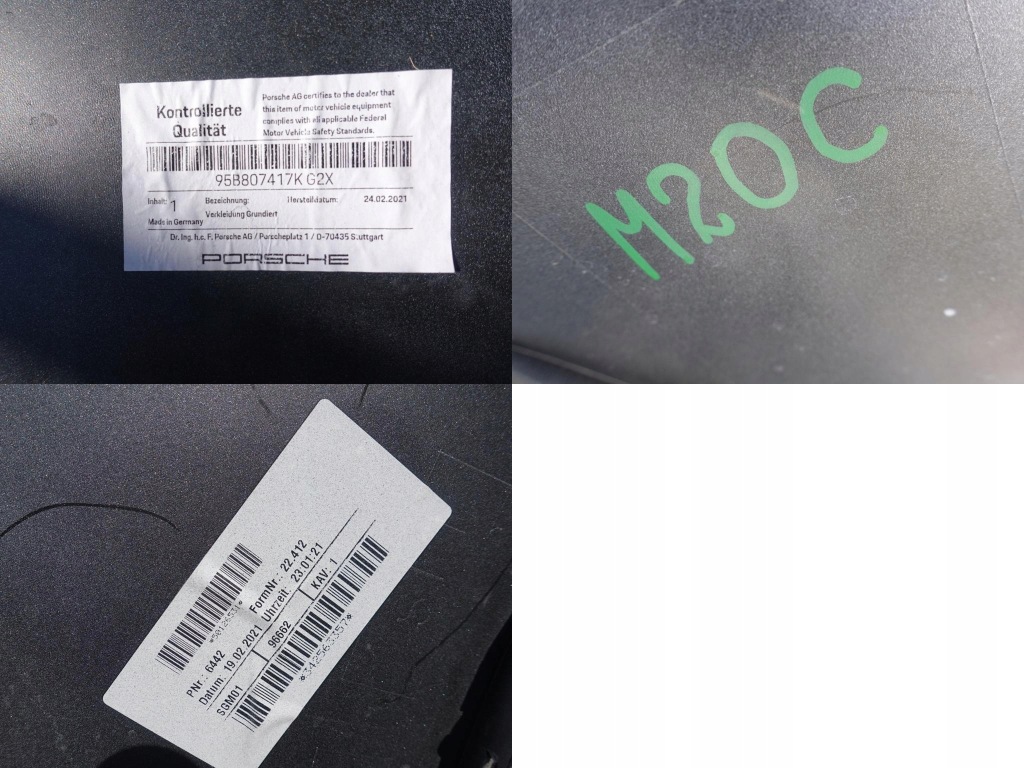 Kontrollierte
Qualität
Porsche AG certifies to the dealer that
this item of motor vehicle equipment
complies with all applicable Federal
Motor Vehicle Safety Standards.
95B807417K G2X
Inhalt: 1 Bezeichnung: Herstelldatum: 24.02.2021
Verkleidung Grundiert
Made in Germany
Dr. Ing. h.c. F. Porsche AG / Porscheplatz 1 / D-70435 Stuttgart
PORSCHE
M20C
*50126531*
PNr.: 6442 FormNr.: 22.412
Datum: 19.02.2021 Uhrzeit: 23:01:21
SGM01 96662 KAV: 1
*342563357*